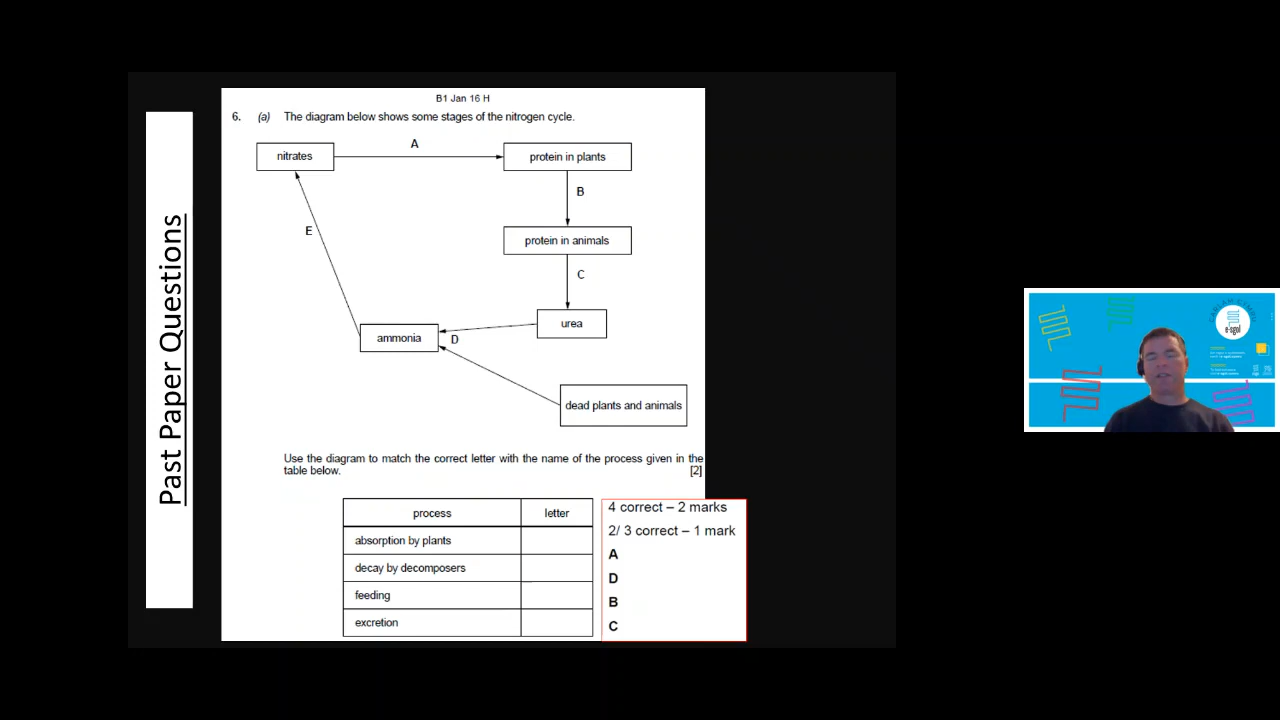 Past Paper Questions
B1 Jan 16 H
6. (a) The diagram below shows some stages of the nitrogen cycle.
A
nitrates
protein in plants
B
E
protein in animals
C
urea
ammonia
D
dead plants and animals
Use the diagram to match the correct letter with the name of the process given in the
table below. [2]
process letter
absorption by plants
decay by decomposers
feeding
excretion
4 correct – 2 marks
2/ 3 correct – 1 mark
A
D
B
C
e-sgol